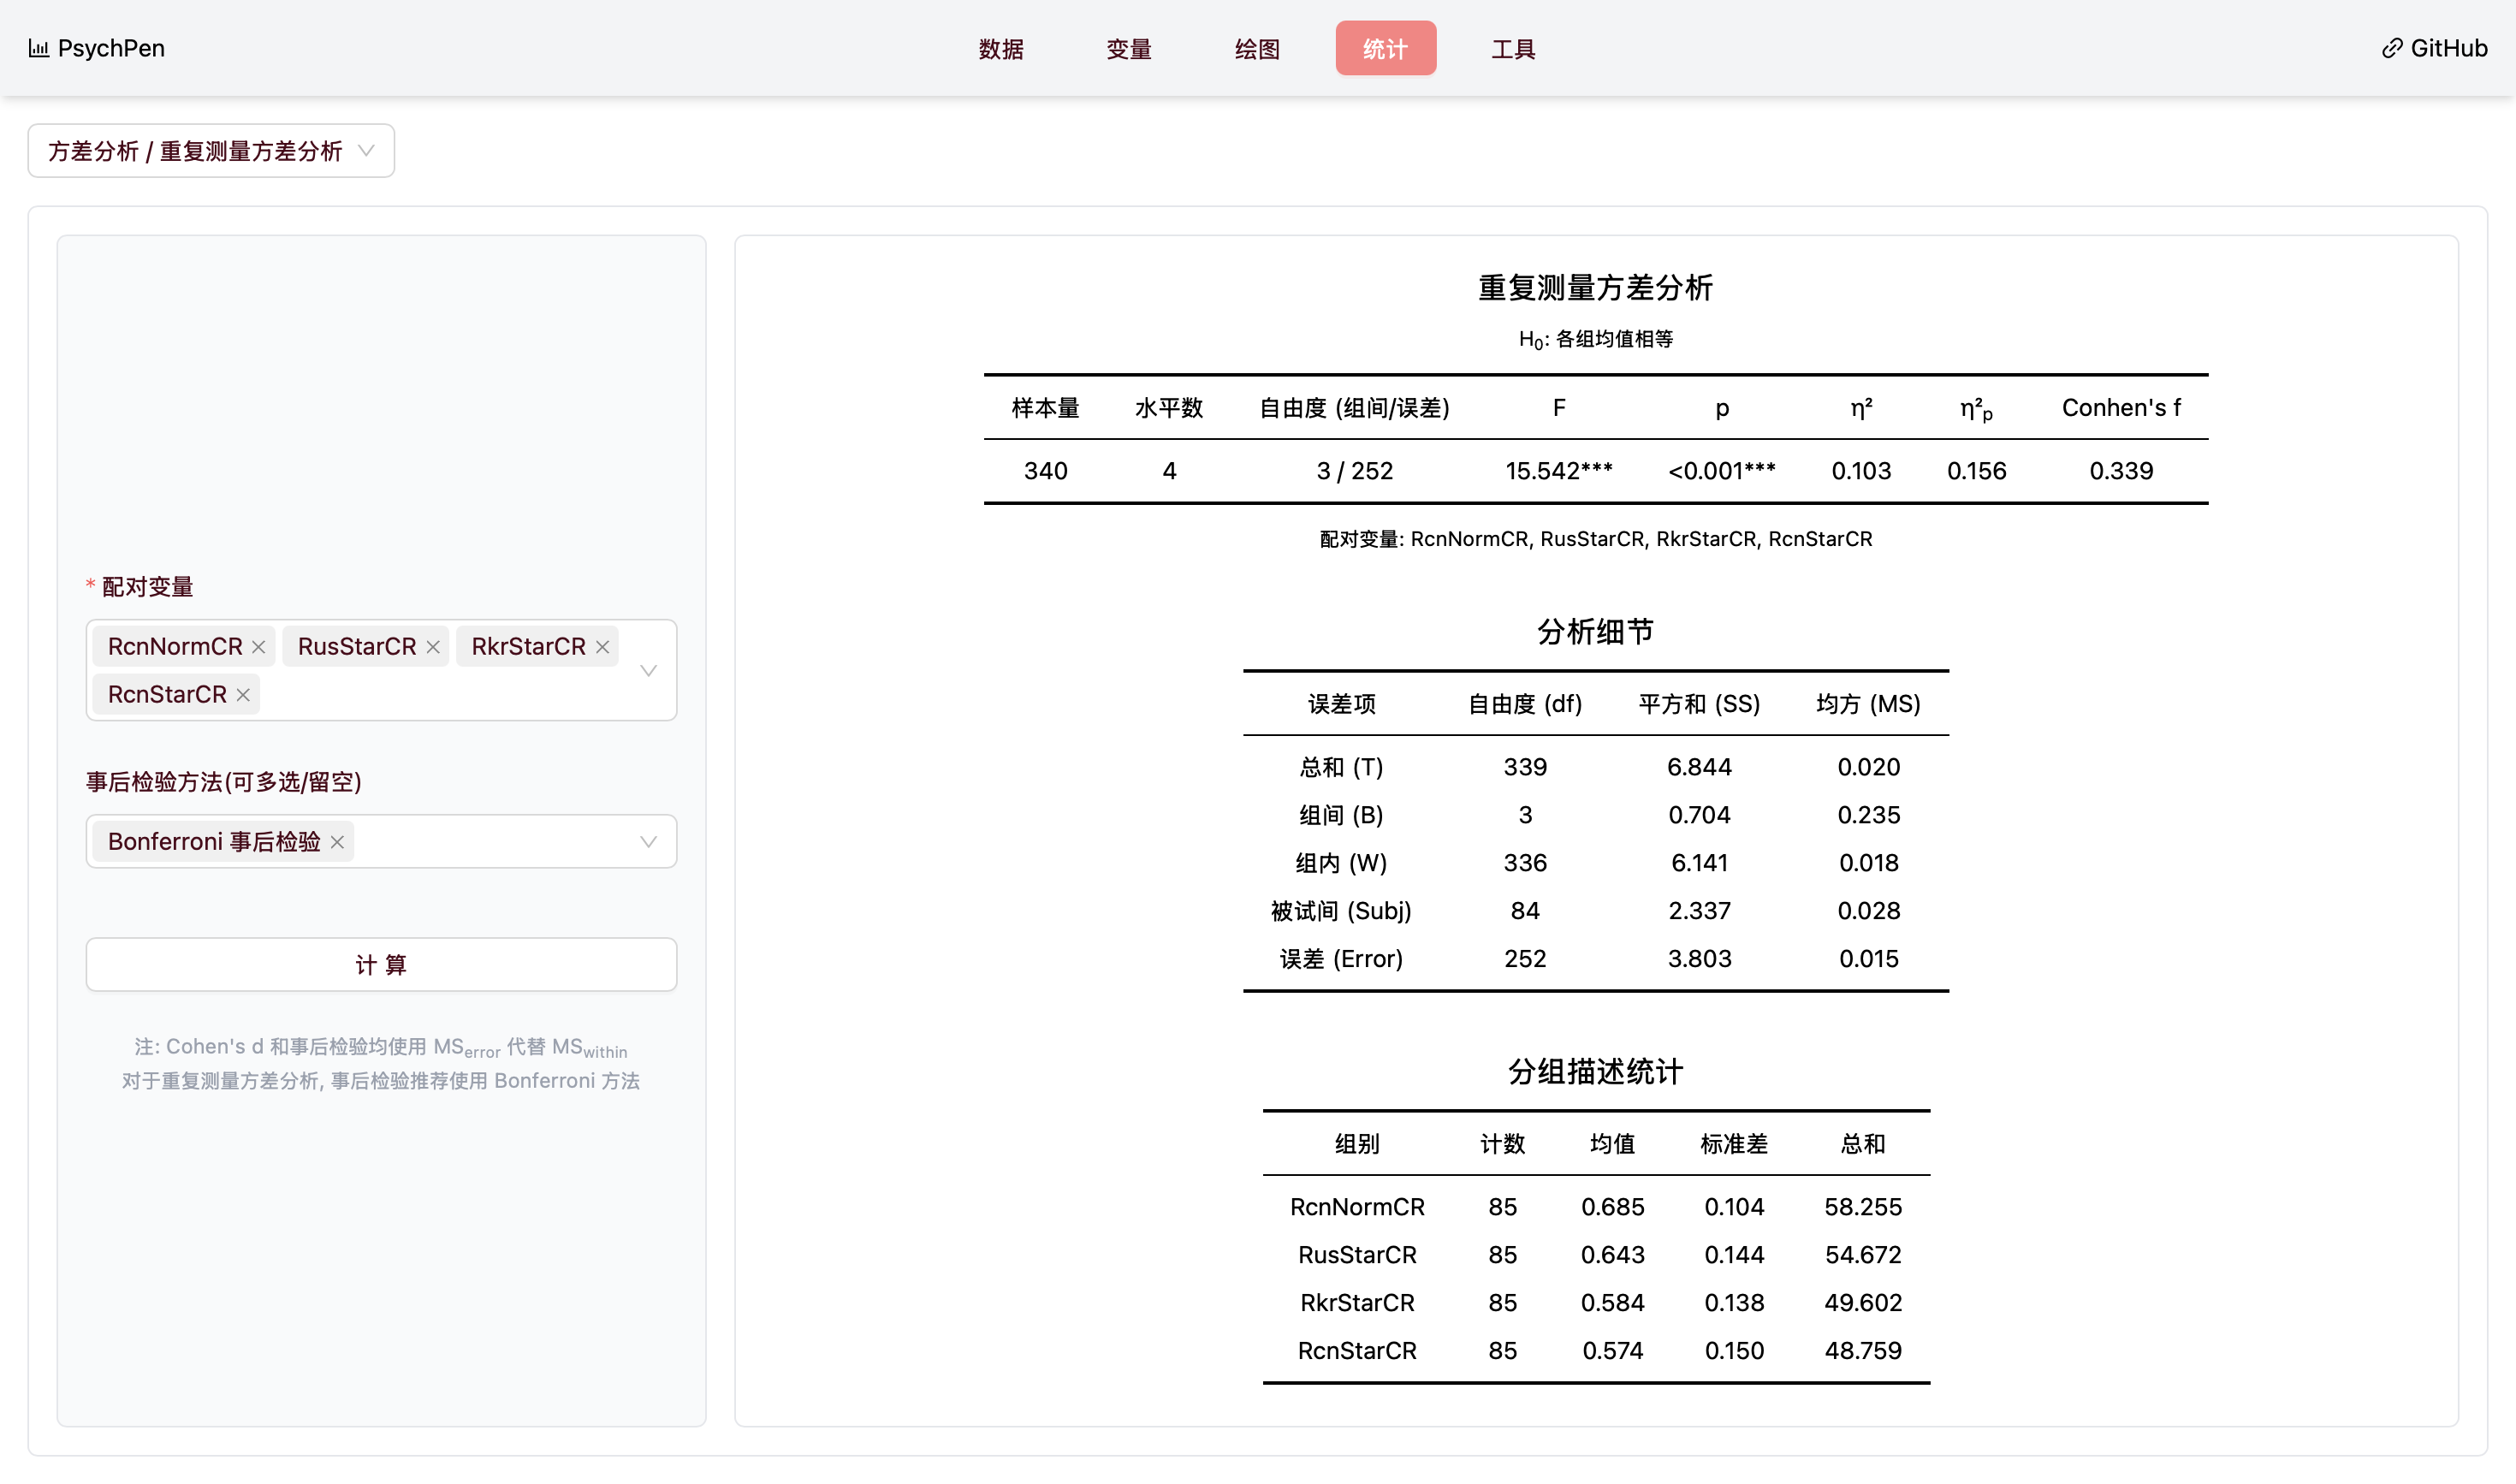 PsychPen
数据 变量 绘图 统计 工具
GitHub
方差分析 / 重复测量方差分析
* 配对变量
RcnNormCR RusStarCR RkrStarCR
RcnStarCR
事后检验方法(可多选/留空)
Bonferroni 事后检验
计 算
注: Cohen's d 和事后检验均使用 MSerror 代替 MSwithin
对于重复测量方差分析, 事后检验推荐使用 Bonferroni 方法
重复测量方差分析
H₀: 各组均值相等
样本量 水平数 自由度 (组间/误差) F p η² η²p Conhen's f
340 4 3 / 252 15.542*** <0.001*** 0.103 0.156 0.339
配对变量: RcnNormCR, RusStarCR, RkrStarCR, RcnStarCR
分析细节
误差项 自由度 (df) 平方和 (SS) 均方 (MS)
总和 (T) 339 6.844 0.020
组间 (B) 3 0.704 0.235
组内 (W) 336 6.141 0.018
被试间 (Subj) 84 2.337 0.028
误差 (Error) 252 3.803 0.015
分组描述统计
组别 计数 均值 标准差 总和
RcnNormCR 85 0.685 0.104 58.255
RusStarCR 85 0.643 0.144 54.672
RkrStarCR 85 0.584 0.138 49.602
RcnStarCR 85 0.574 0.150 48.759